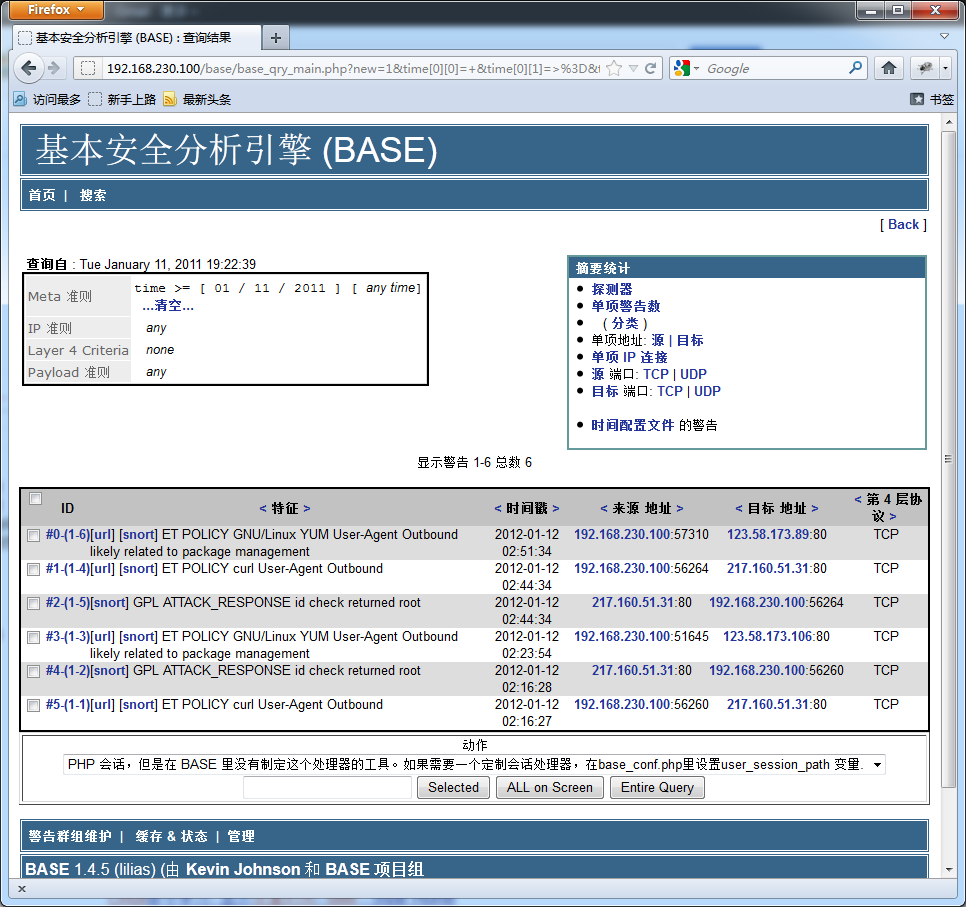 Firefox
基本安全分析引擎 (BASE) : 查询结果
192.168.230.100/base/base_qry_main.php?new=1&time[0][0]=+&time[0][1]=>%3D&t
Google
访问最多 新手上路 最新头条 书签
基本安全分析引擎 (BASE)
首页 | 搜索
[ Back ]
查询自 : Tue January 11, 2011 19:22:39
Meta 准则 time >= [ 01 / 11 / 2011 ] [ any time]
...清空...
IP 准则 any
Layer 4 Criteria none
Payload 准则 any
摘要统计
• 探测器
• 单项警告数
• ( 分类 )
• 单项地址: 源 | 目标
• 单项 IP 连接
• 源 端口: TCP | UDP
• 目标 端口: TCP | UDP
• 时间配置文件 的警告
显示警告 1-6 总数 6
ID < 特征 > < 时间戳 > < 来源 地址 > < 目标 地址 > < 第 4 层协
议 >
#0-(1-6) [url] [snort] ET POLICY GNU/Linux YUM User-Agent Outbound 2012-01-12 192.168.230.100:57310 123.58.173.89:80 TCP
likely related to package management 02:51:34
#1-(1-4) [url] [snort] ET POLICY curl User-Agent Outbound 2012-01-12 192.168.230.100:56264 217.160.51.31:80 TCP
02:44:34
#2-(1-5) [snort] GPL ATTACK_RESPONSE id check returned root 2012-01-12 217.160.51.31:80 192.168.230.100:56264 TCP
02:44:34
#3-(1-3) [url] [snort] ET POLICY GNU/Linux YUM User-Agent Outbound 2012-01-12 192.168.230.100:51645 123.58.173.106:80 TCP
likely related to package management 02:23:54
#4-(1-2) [snort] GPL ATTACK_RESPONSE id check returned root 2012-01-12 217.160.51.31:80 192.168.230.100:56260 TCP
02:16:28
#5-(1-1) [url] [snort] ET POLICY curl User-Agent Outbound 2012-01-12 192.168.230.100:56260 217.160.51.31:80 TCP
02:16:27
动作
PHP 会话，但是在 BASE 里没有制定这个处理器的工具。如果需要一个定制会话处理器，在base_conf.php里设置user_session_path 变量.
Selected ALL on Screen Entire Query
警告群组维护 | 缓存 & 状态 | 管理
BASE 1.4.5 (lilias) (由 Kevin Johnson 和 BASE 项目组